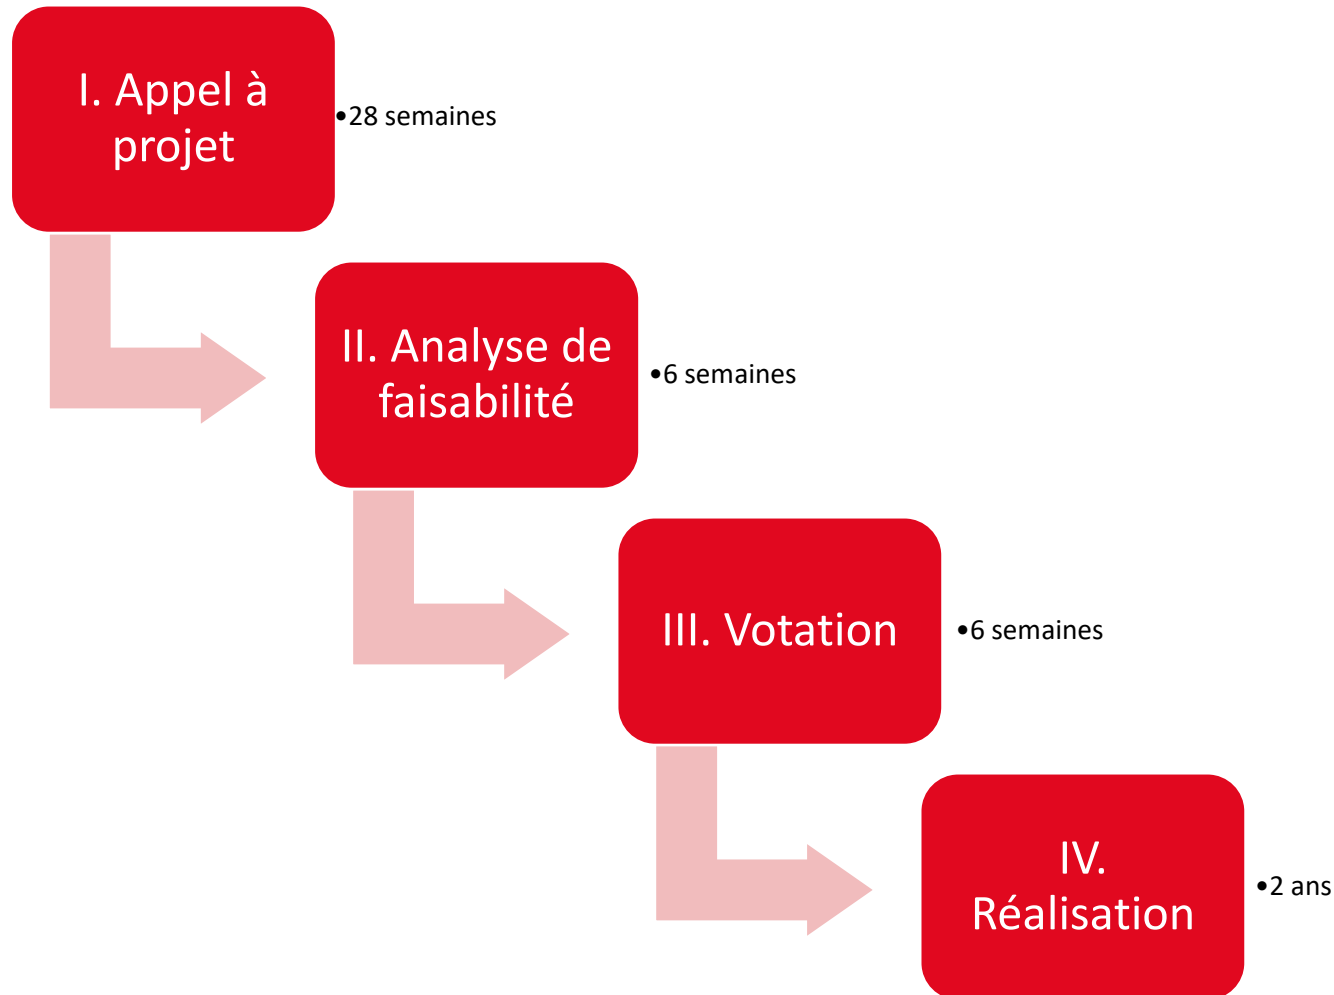 I. Appel à
projet
•28 semaines
II. Analyse de
faisabilité
•6 semaines
III. Votation
•6 semaines
IV.
Réalisation
•2 ans